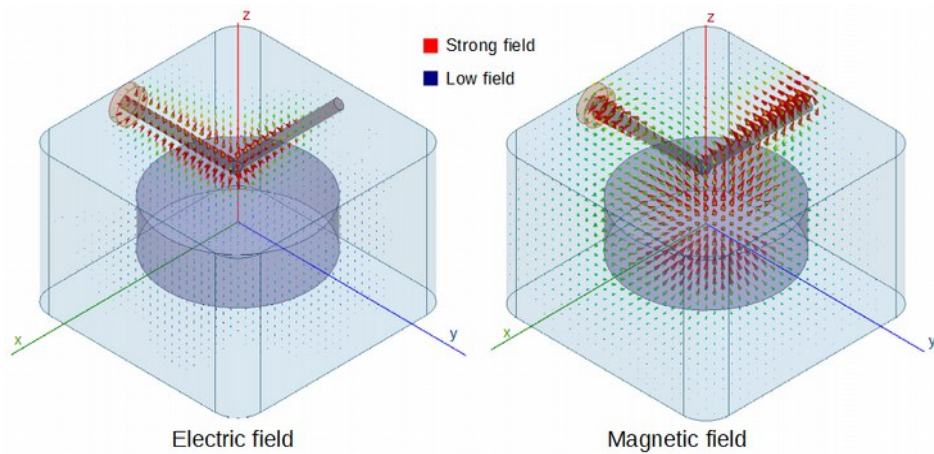 z
Strong field
Low field
x
y
Electric field
z
x
y
Magnetic field